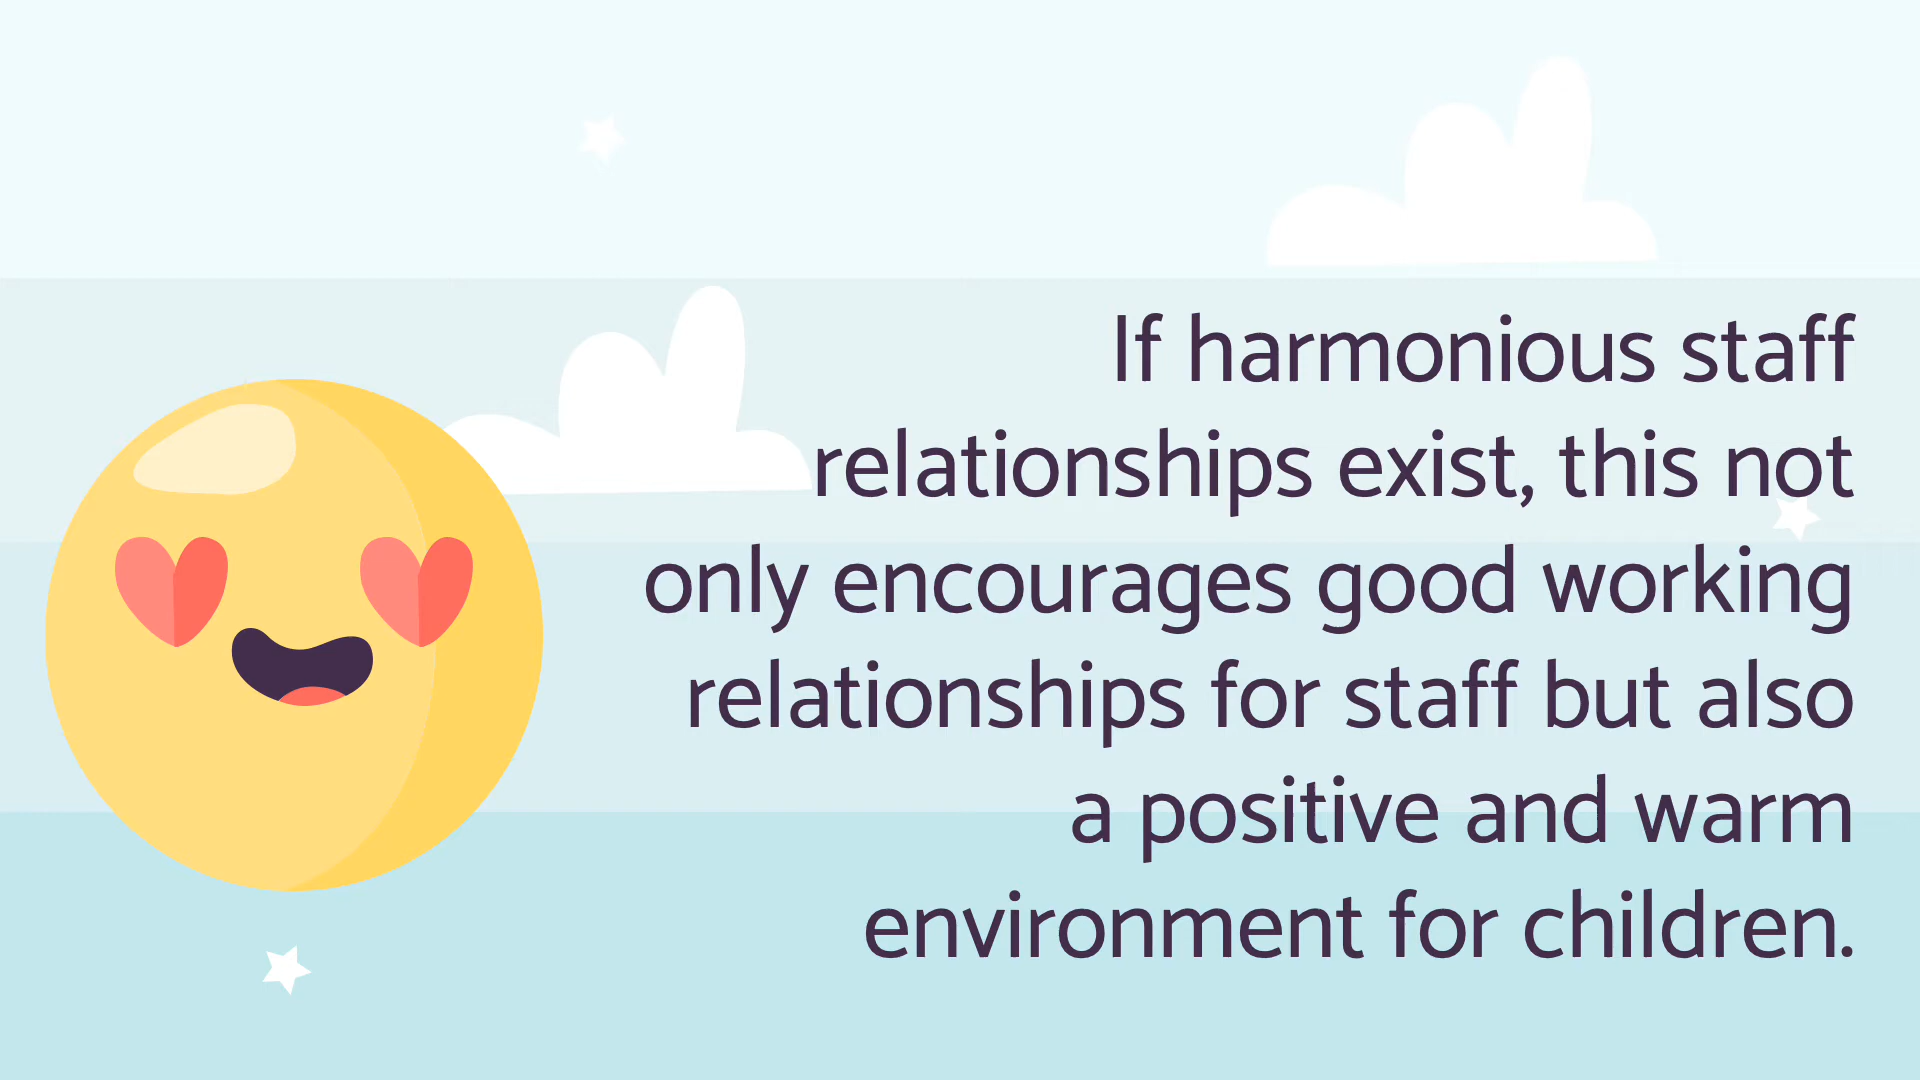 If harmonious staff
relationships exist, this not
only encourages good working
relationships for staff but also
a positive and warm
environment for children.